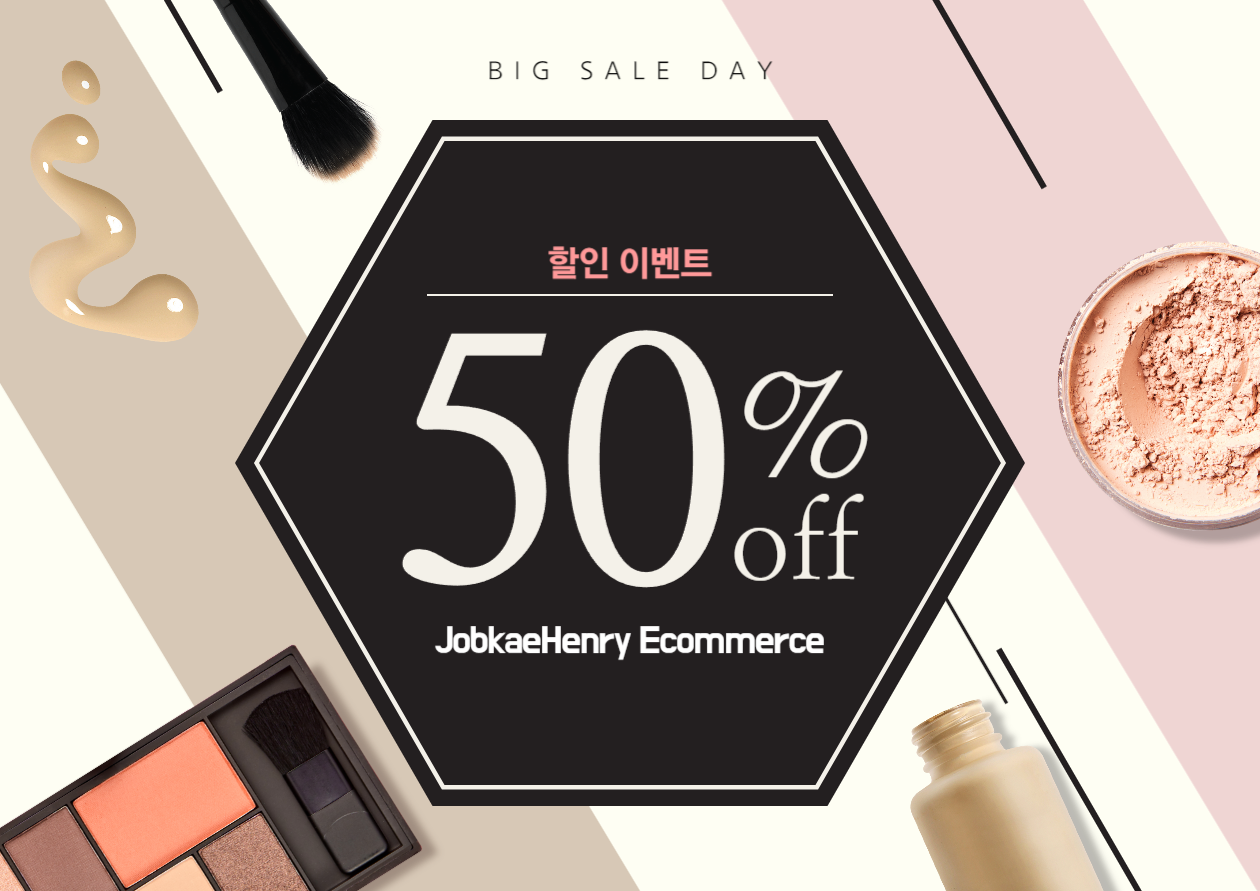 BIG SALE DAY
할인 이벤트
50%
off
JobkaeHenry Ecommerce